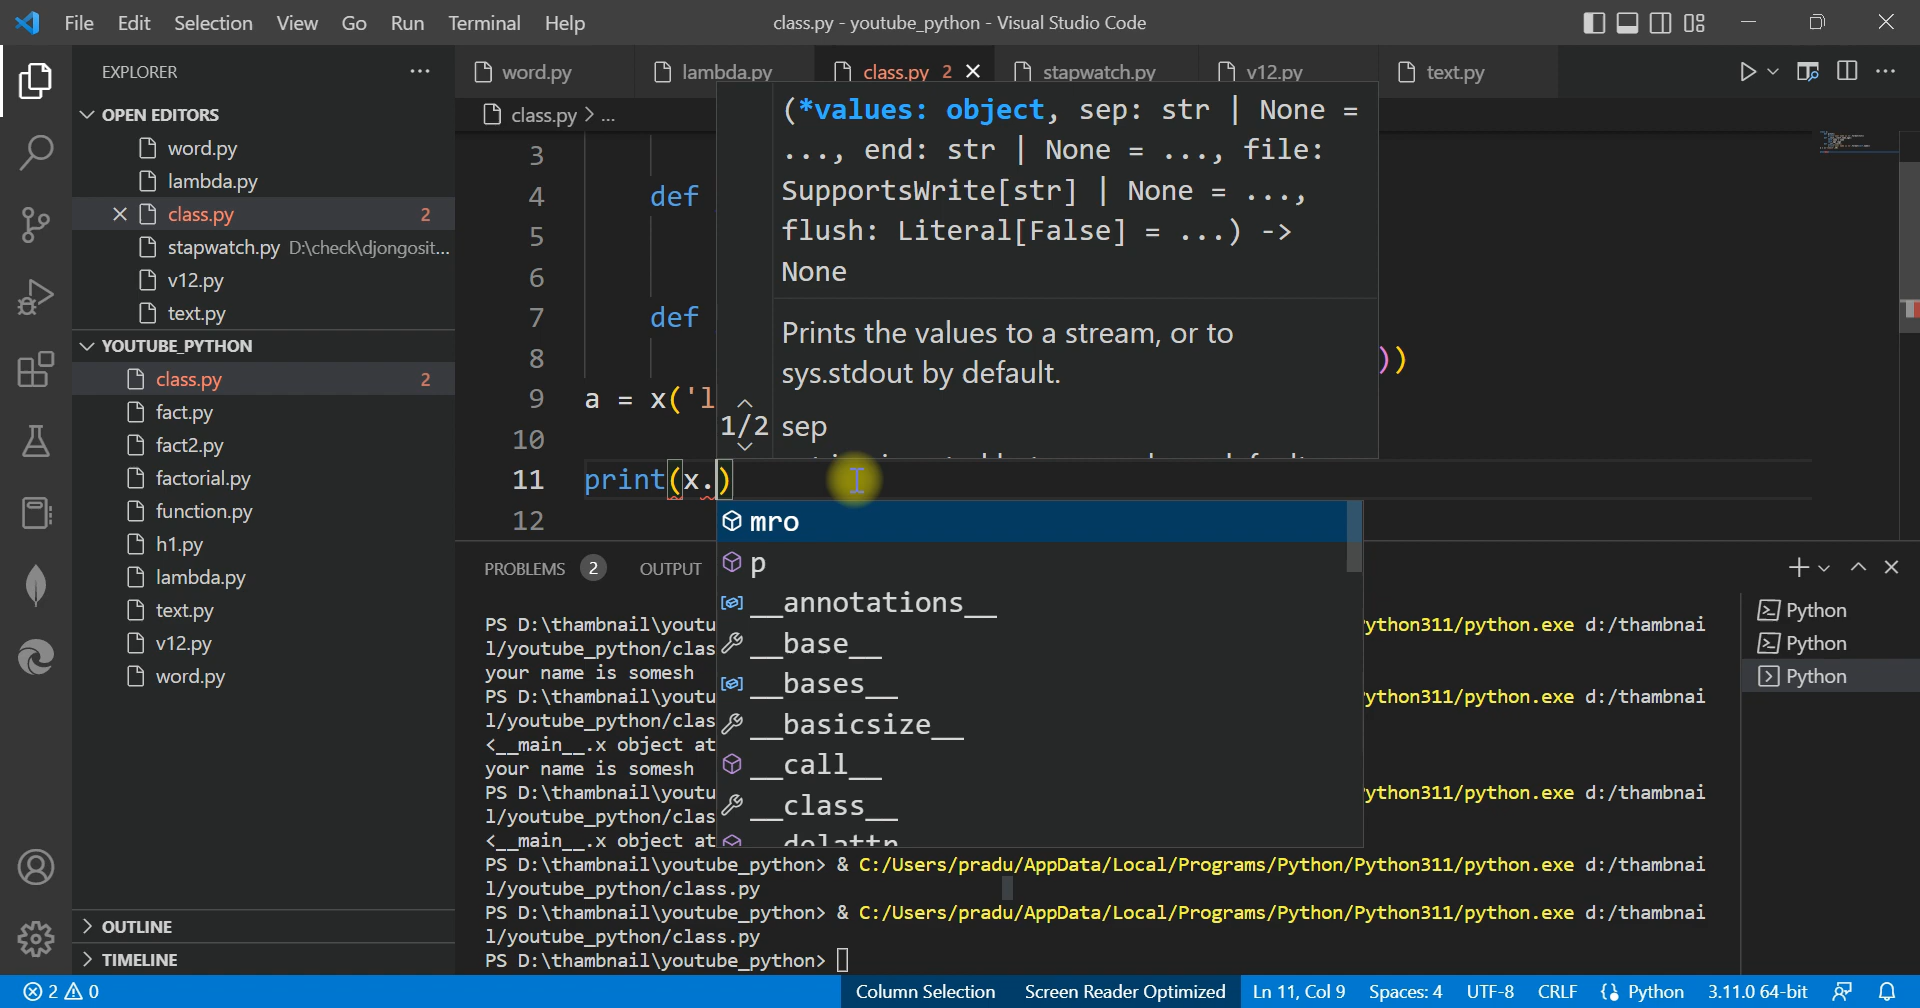 File Edit Selection View Go Run Terminal Help
class.py - youtube_python - Visual Studio Code
EXPLORER
OPEN EDITORS
word.py
lambda.py
class.py 2
stapwatch.py D:\check\djongosit...
v12.py
text.py
YOUTUBE_PYTHON
class.py 2
fact.py
fact2.py
factorial.py
function.py
h1.py
lambda.py
text.py
v12.py
word.py
OUTLINE
TIMELINE
word.py lambda.py class.py 2 stapwatch.py v12.py text.py
class.py > ...
3
4 def
5
6
7 def
8 ))
9 a = x('l
10
11 print(x.)
12
(*values: object, sep: str | None =
..., end: str | None = ..., file:
SupportsWrite[str] | None = ...,
flush: Literal[False] = ...) ->
None
Prints the values to a stream, or to
sys.stdout by default.
1/2 sep
mro
p
__annotations__
__base__
__bases__
__basicsize__
__call__
__class__
PROBLEMS 2 OUTPUT
PS D:\thambnail\youtu ython311/python.exe d:/thambnai
l/youtube_python/clas
your name is somesh
PS D:\thambnail\youtu ython311/python.exe d:/thambnai
l/youtube_python/clas
<__main__.x object at
your name is somesh
PS D:\thambnail\youtu ython311/python.exe d:/thambnai
l/youtube_python/clas
<__main__.x object at
PS D:\thambnail\youtube_python> & C:/Users/pradu/AppData/Local/Programs/Python/Python311/python.exe d:/thambnai
l/youtube_python/class.py
PS D:\thambnail\youtube_python> & C:/Users/pradu/AppData/Local/Programs/Python/Python311/python.exe d:/thambnai
l/youtube_python/class.py
PS D:\thambnail\youtube_python>
Python
Python
Python
2 0 Column Selection Screen Reader Optimized Ln 11, Col 9 Spaces: 4 UTF-8 CRLF Python 3.11.0 64-bit